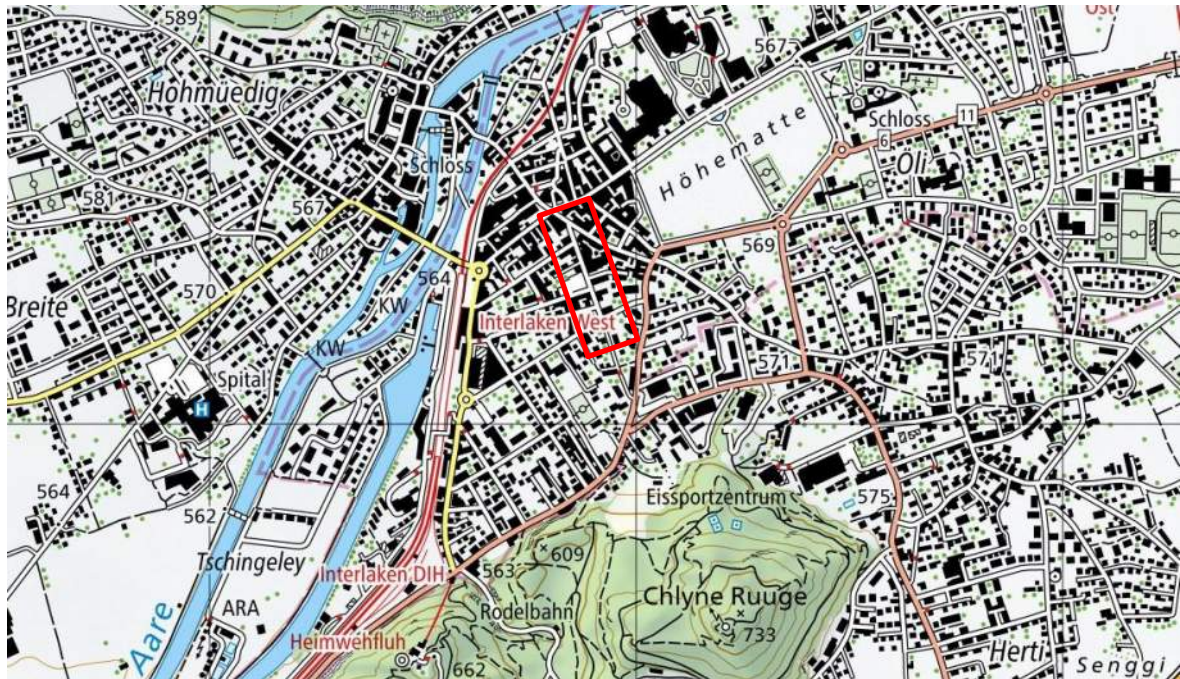 589
Ost
567
Höhmuedig
Höhematte
Schloss
11
6
Schloss
Öli
581
567
569
570
564
Breite
KW
Interlaken West
KW
571
571
Spital
H
564
562
Eissportzentrum
575
Tschingeley
609
Interlaken DIH
563
Chlyne Ruuge
Rodelbahn
ARA
733
Aare
Heimwehfluh
662
Herti
Senggi